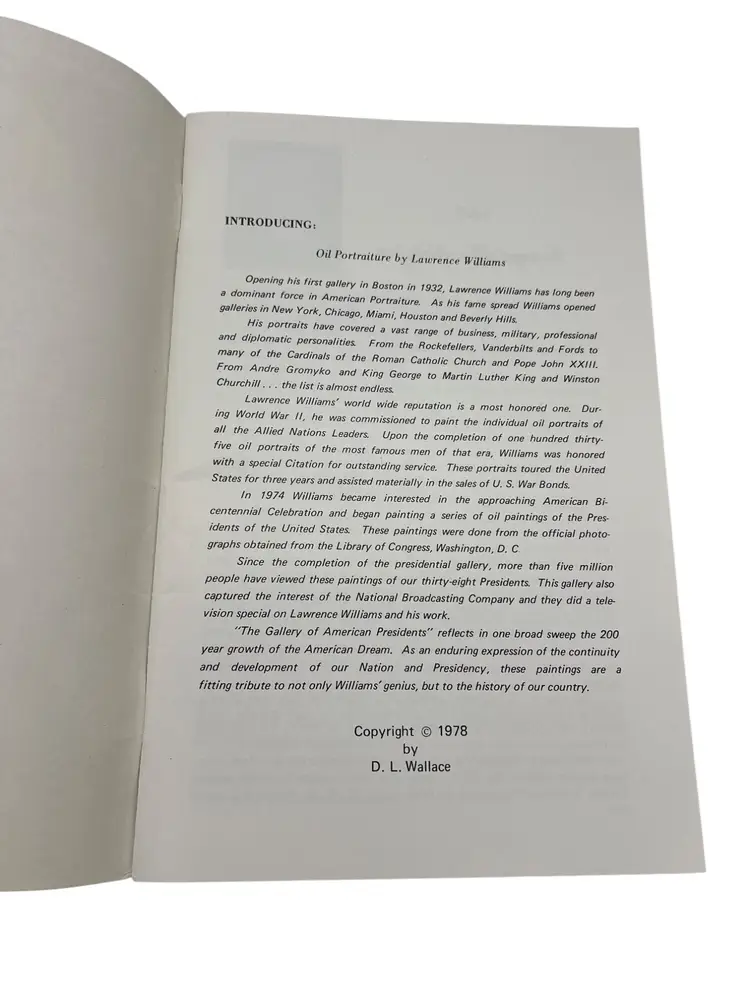 INTRODUCING:
Oil Portraiture by Lawrence Williams
Opening his first gallery in Boston in 1932, Lawrence Williams has long been
a dominant force in American Portraiture. As his fame spread Williams opened
galleries in New York, Chicago, Miami, Houston and Beverly Hills.
His portraits have covered a vast range of business, military, professional
and diplomatic personalities. From the Rockefellers, Vanderbilts and Fords to
many of the Cardinals of the Roman Catholic Church and Pope John XXIII.
From Andre Gromyko and King George to Martin Luther King and Winston
Churchill . . . the list is almost endless.
Lawrence Williams' world wide reputation is a most honored one. Dur-
ing World War II, he was commissioned to paint the individual oil portraits of
all the Allied Nations Leaders. Upon the completion of one hundred thirty-
five oil portraits of the most famous men of that era, Williams was honored
with a special Citation for outstanding service. These portraits toured the United
States for three years and assisted materially in the sales of U. S. War Bonds.
In 1974 Williams became interested in the approaching American Bi-
centennial Celebration and began painting a series of oil paintings of the Pres-
idents of the United States. These paintings were done from the official photo-
graphs obtained from the Library of Congress, Washington, D. C.
Since the completion of the presidential gallery, more than five million
people have viewed these paintings of our thirty-eight Presidents. This gallery also
captured the interest of the National Broadcasting Company and they did a tele-
vision special on Lawrence Williams and his work.
"The Gallery of American Presidents" reflects in one broad sweep the 200
year growth of the American Dream. As an enduring expression of the continuity
and development of our Nation and Presidency, these paintings are a
fitting tribute to not only Williams' genius, but to the history of our country.
Copyright © 1978
by
D. L. Wallace